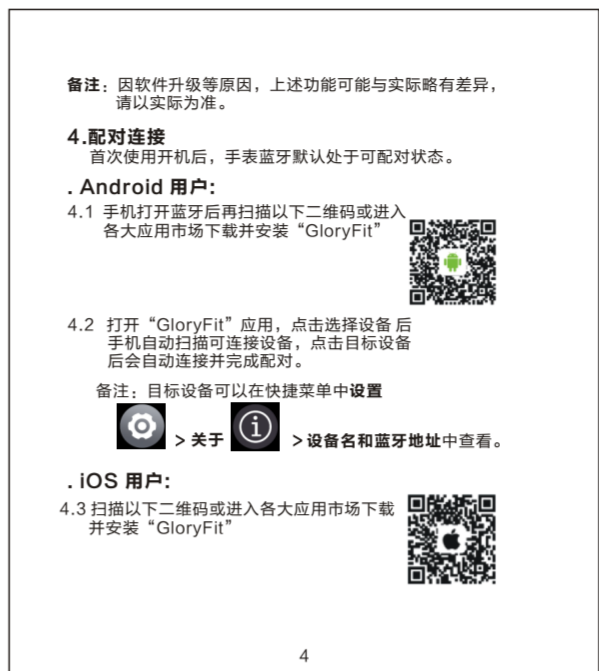 备注：因软件升级等原因，上述功能可能与实际略有差异，
请以实际为准。
4.配对连接
首次使用开机后，手表蓝牙默认处于可配对状态。
. Android 用户:
4.1 手机打开蓝牙后再扫描以下二维码或进入
各大应用市场下载并安装“GloryFit”
4.2 打开“GloryFit”应用，点击选择设备后
手机自动扫描可连接设备，点击目标设备
后会自动连接并完成配对。
备注：目标设备可以在快捷菜单中设置
> 关于 > 设备名和蓝牙地址中查看。
. iOS 用户:
4.3 扫描以下二维码或进入各大应用市场下载
并安装“GloryFit”
4